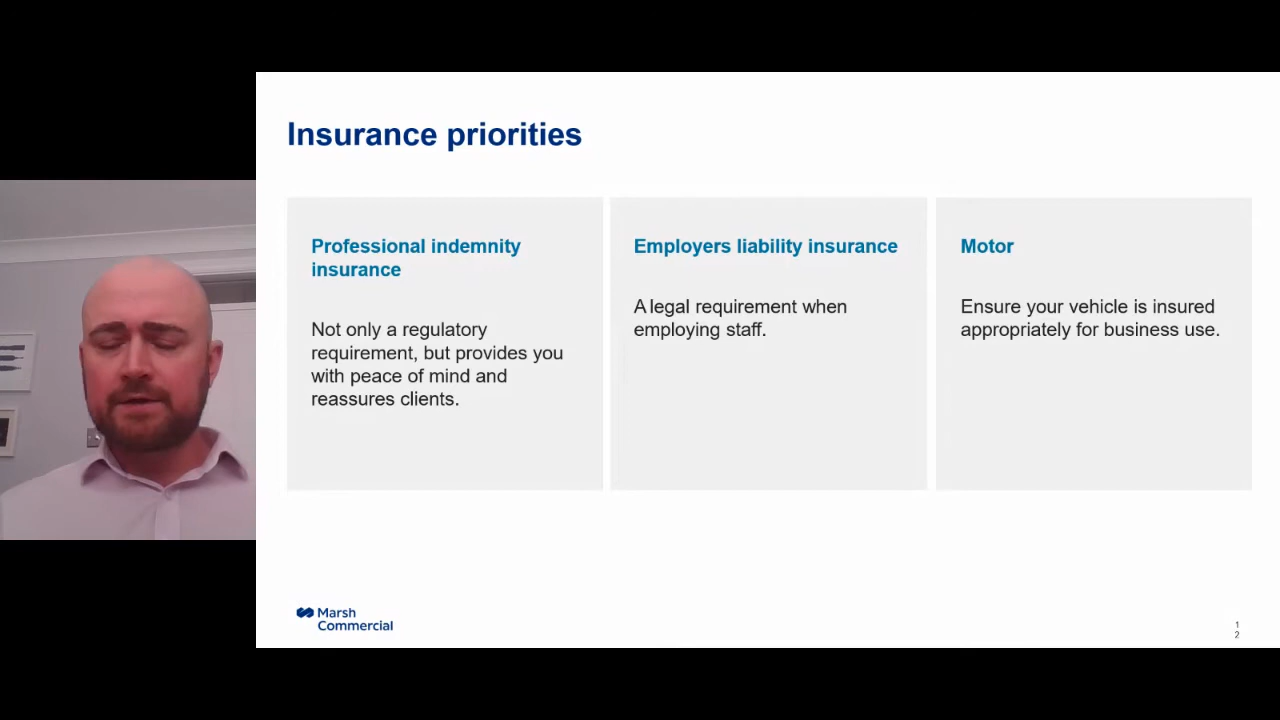 Insurance priorities
Professional indemnity
insurance
Not only a regulatory
requirement, but provides you
with peace of mind and
reassures clients.
Employers liability insurance
A legal requirement when
employing staff.
Motor
Ensure your vehicle is insured
appropriately for business use.
Marsh
Commercial
1
2